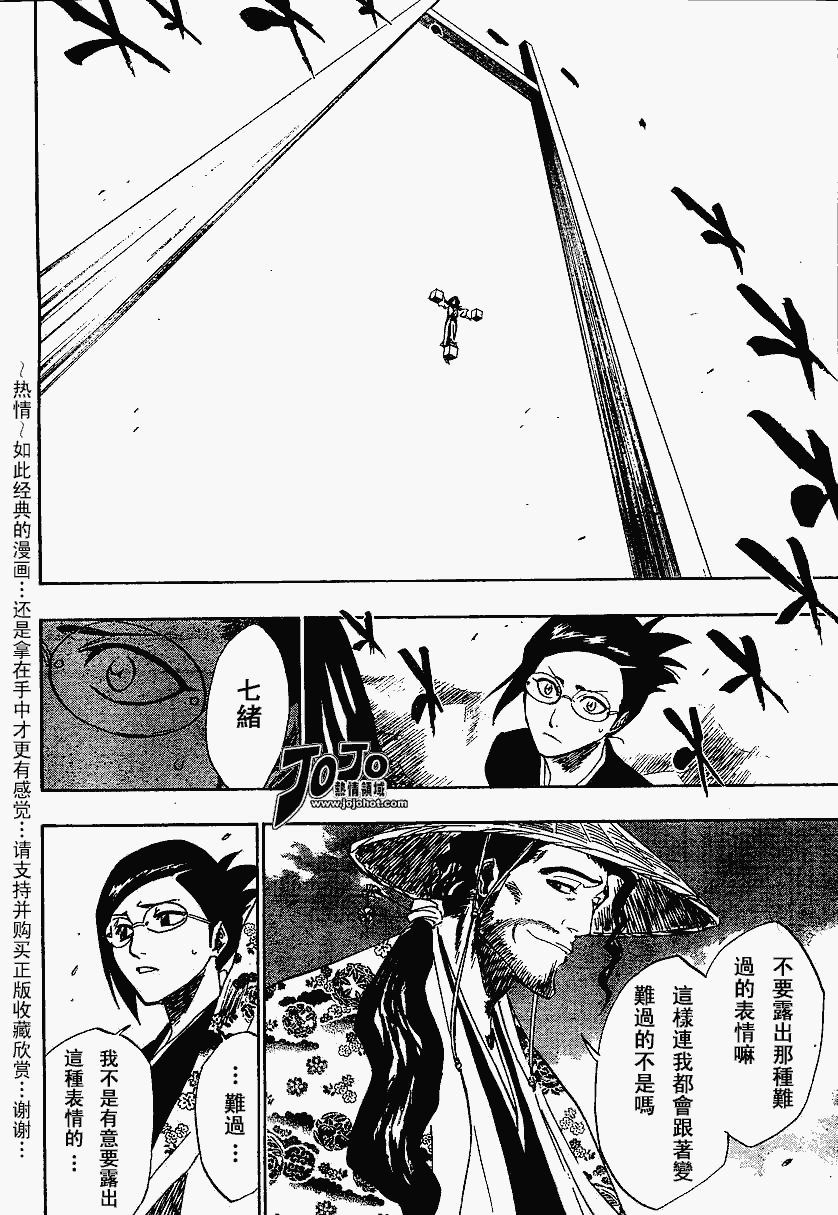 七
緒
不要露出那種難
過的表情嘛
這樣連我都會跟著變
難過的不是嗎
…難過…
我不是有意要露出
這種表情的…
JOJO
熱情領域
www.jojohot.com
~热情~如此经典的漫画…还是拿在手中才更有感觉…请支持并购买正版收藏欣赏…谢谢…